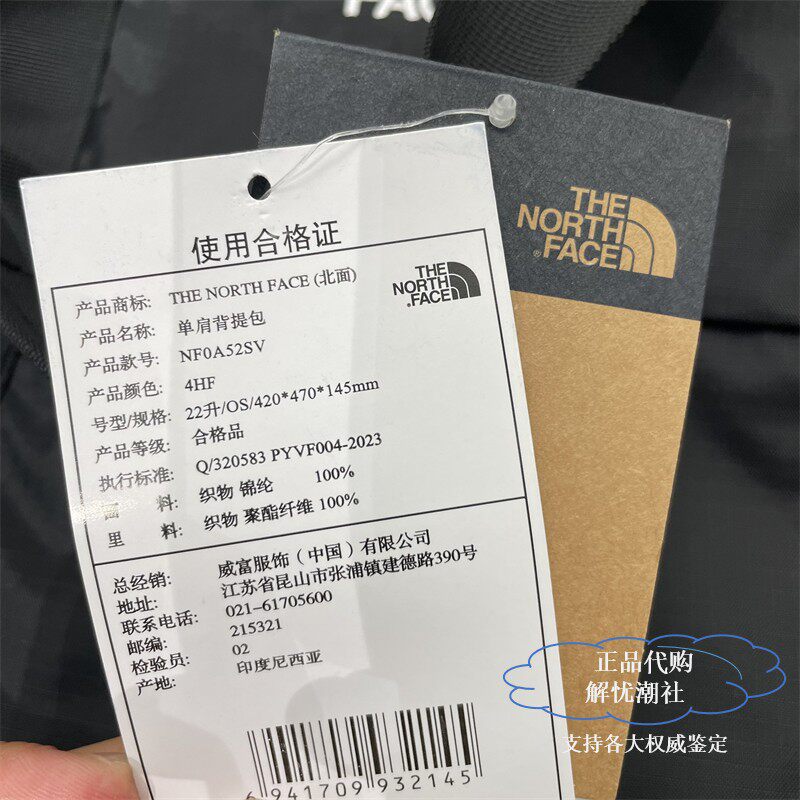 FAC
THE
NORTH
FACE
®
使用合格证
THE
NORTH
FACE
产品商标: THE NORTH FACE (北面)
产品名称: 单肩背提包
产品款号: NF0A52SV
产品颜色: 4HF
号型/规格: 22升/OS/420*470*145mm
产品等级: 合格品
执行标准: Q/320583 PYVF004-2023
面 料: 织物 锦纶 100%
里 料: 织物 聚酯纤维 100%
总经销: 威富服饰（中国）有限公司
地址: 江苏省昆山市张浦镇建德路390号
联系电话: 021-61705600
邮编: 215321
检验员: 02
产地: 印度尼西亚
6 941709 932145
正品代购
解忧潮社
支持各大权威鉴定